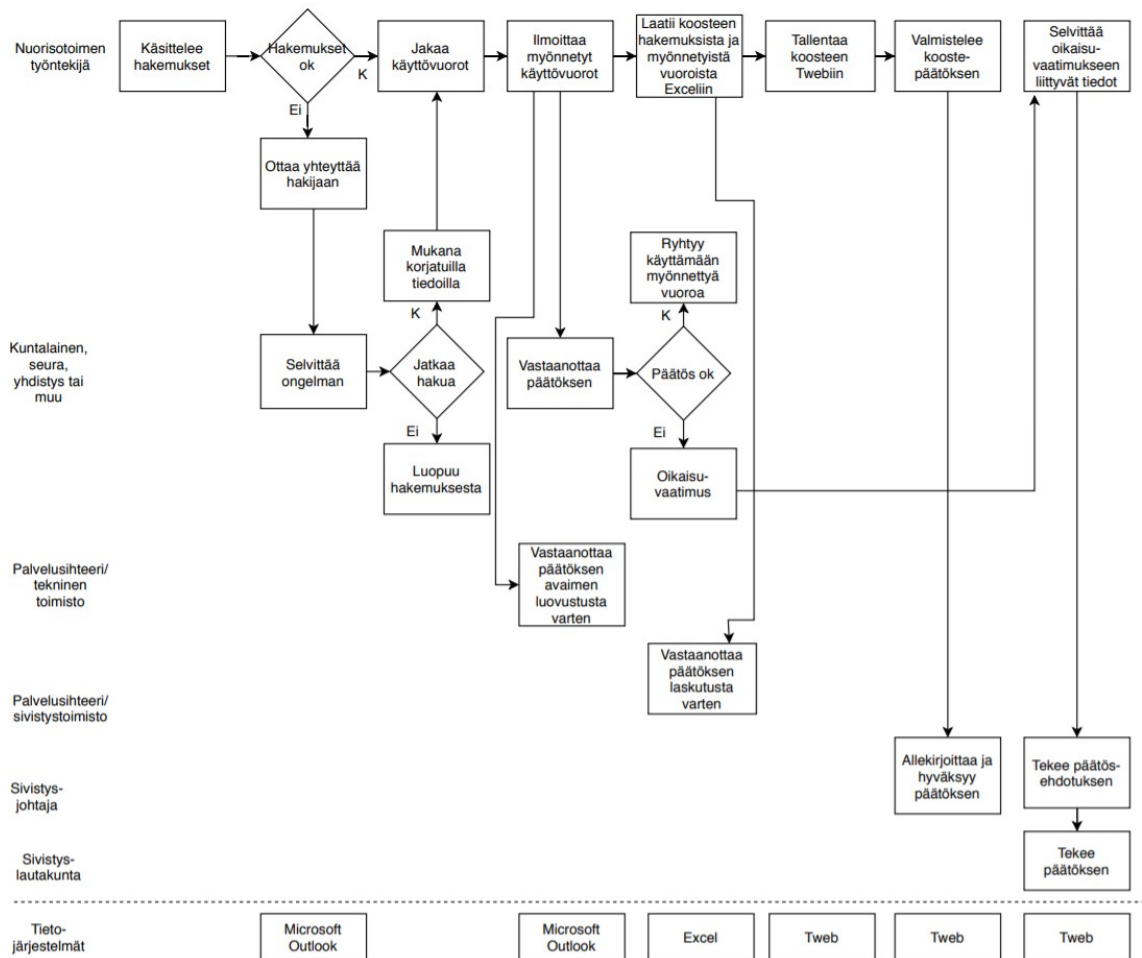 Nuorisotoimen
työntekijä
Käsittelee
hakemukset
Hakemukset
ok
K
Ei
Jakaa
käyttövuorot
Ilmoittaa
myönnetyt
käyttövuorot
Laatii koosteen
hakemuksista ja
myönnetyistä
vuoroista
Exceliin
Tallentaa
koosteen
Twebiin
Valmistelee
kooste-
päätöksen
Selvittää
oikaisu-
vaatimukseen
liittyvät tiedot
Ottaa yhteyttää
hakijaan
Mukana
korjatuilla
tiedoilla
Ryhtyy
käyttämään
myönnettyä
vuoroa
K
K
Kuntalainen,
seura,
yhdistys tai
muu
Selvittää
ongelman
Jatkaa
hakua
Vastaanottaa
päätöksen
Päätös ok
Ei
Ei
Luopuu
hakemuksesta
Oikaisu-
vaatimus
Palvelusihteeri/
tekninen
toimisto
Vastaanottaa
päätöksen
avaimen
luovustusta
varten
Palvelusihteeri/
sivistystoimisto
Vastaanottaa
päätöksen
laskutusta
varten
Sivistys-
johtaja
Allekirjoittaa ja
hyväksyy
päätöksen
Tekee päätös-
ehdotuksen
Sivistys-
lautakunta
Tekee
päätöksen
Tieto-
järjestelmät
Microsoft
Outlook
Microsoft
Outlook
Excel
Tweb
Tweb
Tweb